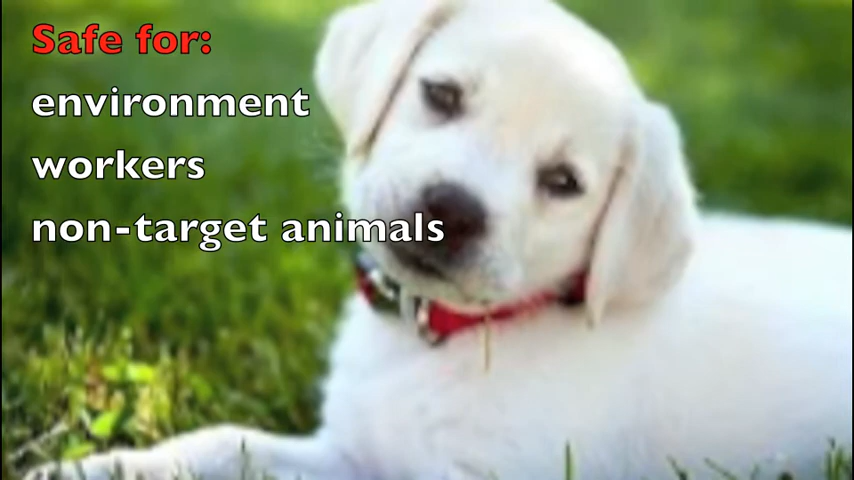 Safe for:
environment
workers
non-target animals